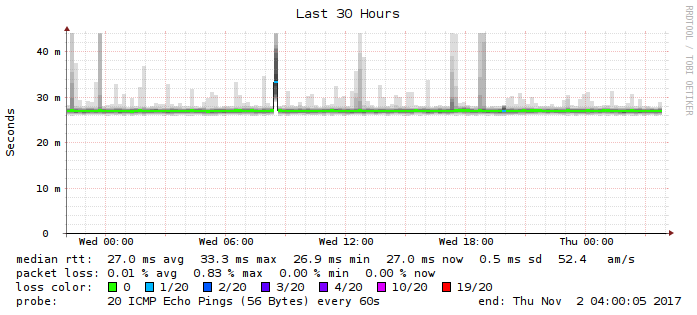 Last 30 Hours
RRDTOOL / TOBI OETIKER
Seconds
40 m
30 m
20 m
10 m
0
Wed 00:00 Wed 06:00 Wed 12:00 Wed 18:00 Thu 00:00
median rtt: 27.0 ms avg 33.3 ms max 26.9 ms min 27.0 ms now 0.5 ms sd 52.4 am/s
packet loss: 0.01 % avg 0.83 % max 0.00 % min 0.00 % now
loss color: 0 1/20 2/20 3/20 4/20 10/20 19/20
probe: 20 ICMP Echo Pings (56 Bytes) every 60s end: Thu Nov 2 04:00:05 2017